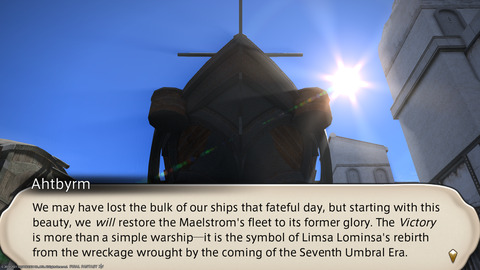 Ahtbyrm
We may have lost the bulk of our ships that fateful day, but starting with this
beauty, we will restore the Maelstrom's fleet to its former glory. The Victory
is more than a simple warship—it is the symbol of Limsa Lominsa's rebirth
from the wreckage wrought by the coming of the Seventh Umbral Era.